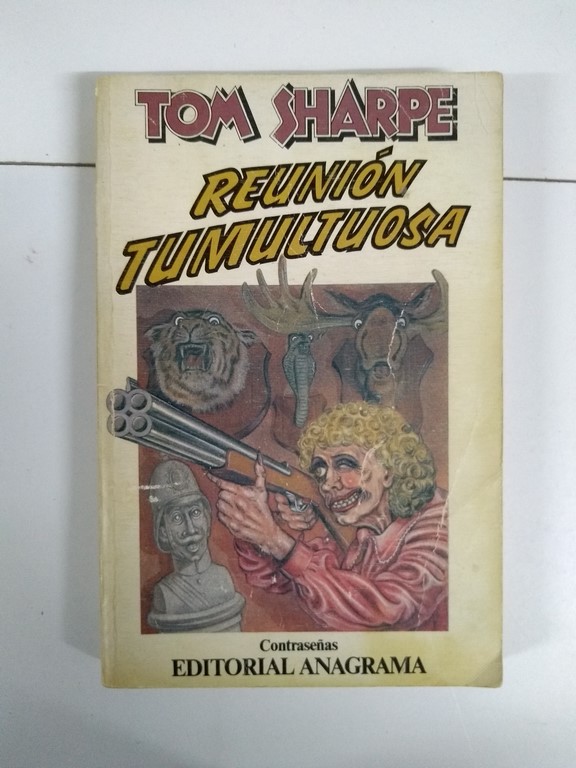 TOM SHARPE
REUNIÓN
TUMULTUOSA
Contraseñas
EDITORIAL ANAGRAMA